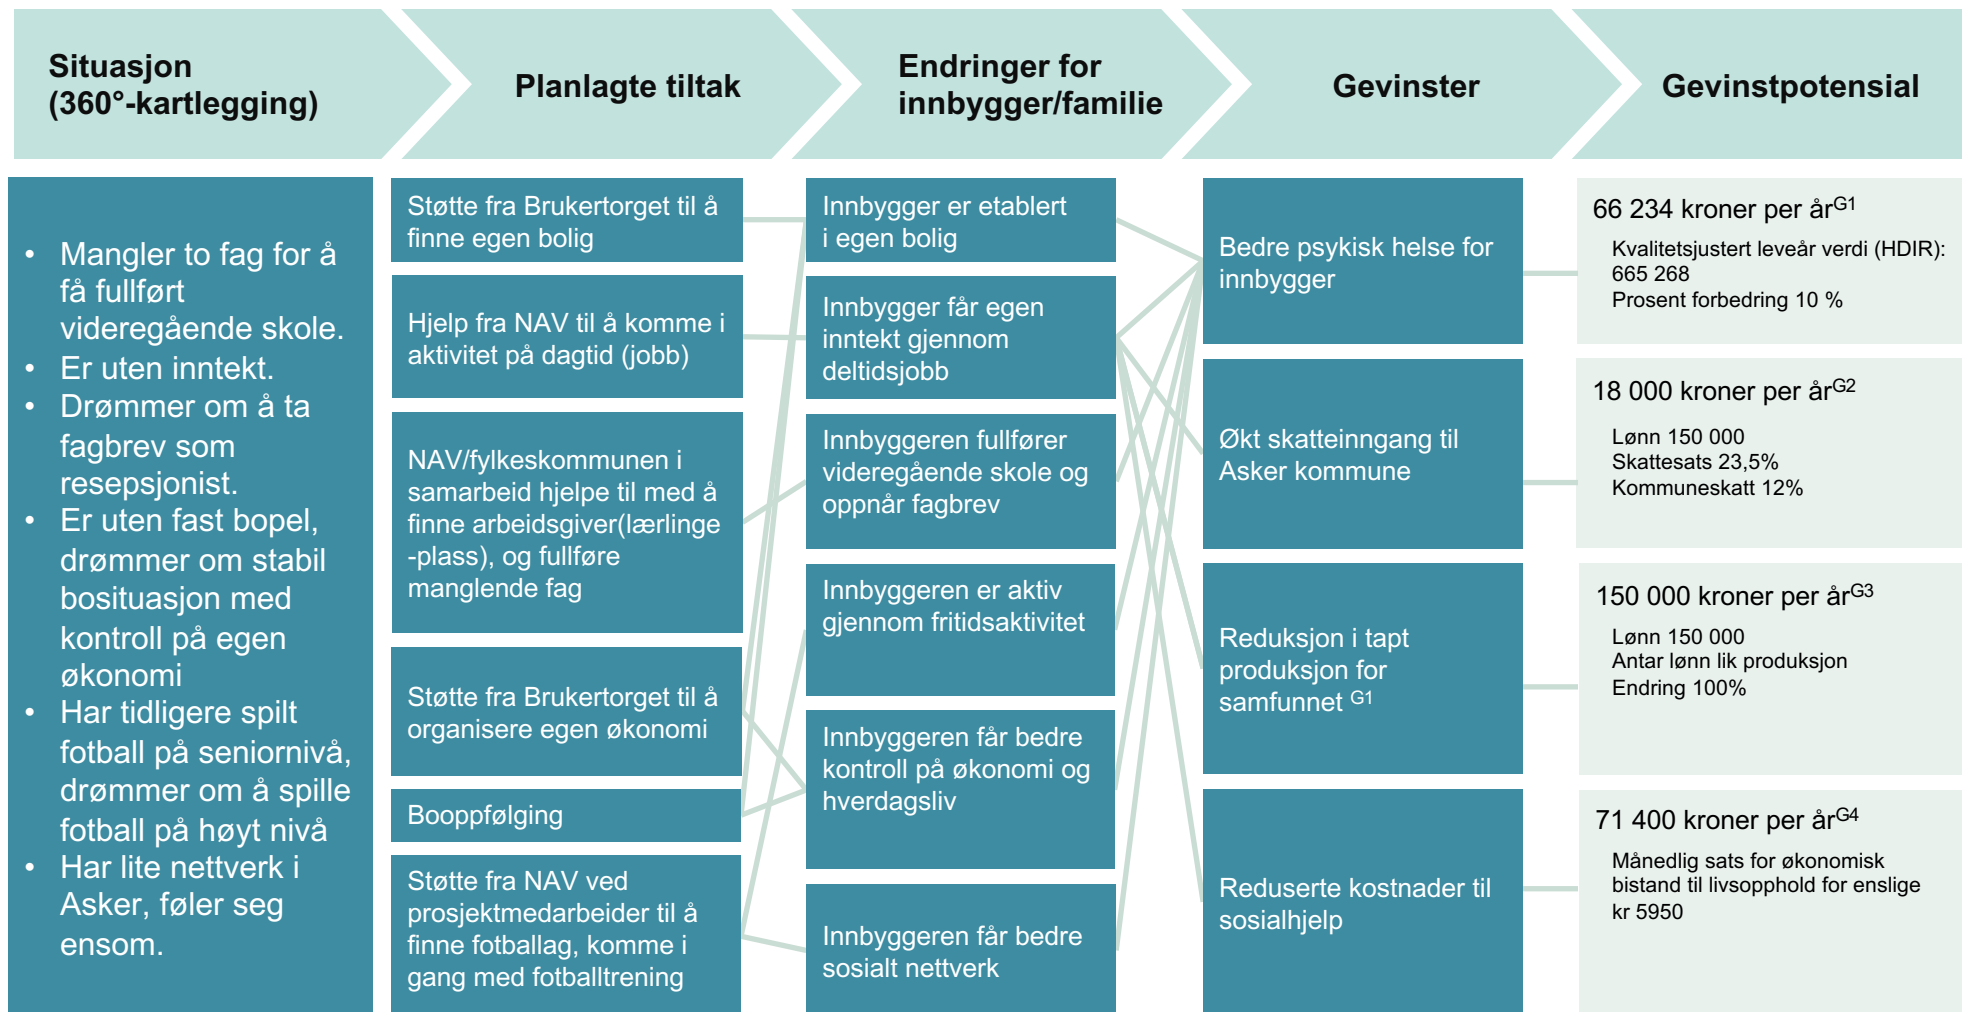 Situasjon
(360°-kartlegging)
Planlagte tiltak
Endringer for
innbygger/familie
Gevinster
Gevinstpotensial
• Mangler to fag for å
få fullført
videregående skole.
• Er uten inntekt.
• Drømmer om å ta
fagbrev som
resepsjonist.
• Er uten fast bopel,
drømmer om stabil
bosituasjon med
kontroll på egen
økonomi
• Har tidligere spilt
fotball på seniornivå,
drømmer om å spille
fotball på høyt nivå
• Har lite nettverk i
Asker, føler seg
ensom.
Støtte fra Brukertorget til å
finne egen bolig
Hjelp fra NAV til å komme i
aktivitet på dagtid (jobb)
NAV/fylkeskommunen i
samarbeid hjelpe til med å
finne arbeidsgiver(lærlinge
-plass), og fullføre
manglende fag
Støtte fra Brukertorget til å
organisere egen økonomi
Booppfølging
Støtte fra NAV ved
prosjektmedarbeider til å
finne fotballag, komme i
gang med fotballtrening
Innbygger er etablert
i egen bolig
Innbygger får egen
inntekt gjennom
deltidsjobb
Innbyggeren fullfører
videregående skole og
oppnår fagbrev
Innbyggeren er aktiv
gjennom fritidsaktivitet
Innbyggeren får bedre
kontroll på økonomi og
hverdagsliv
Innbyggeren får bedre
sosialt nettverk
Bedre psykisk helse for
innbygger
Økt skatteinngang til
Asker kommune
Reduksjon i tapt
produksjon for
samfunnet G1
Reduserte kostnader til
sosialhjelp
66 234 kroner per årG1
Kvalitetsjustert leveår verdi (HDIR):
665 268
Prosent forbedring 10 %
18 000 kroner per årG2
Lønn 150 000
Skattesats 23,5%
Kommuneskatt 12%
150 000 kroner per årG3
Lønn 150 000
Antar lønn lik produksjon
Endring 100%
71 400 kroner per årG4
Månedlig sats for økonomisk
bistand til livsopphold for enslige
kr 5950